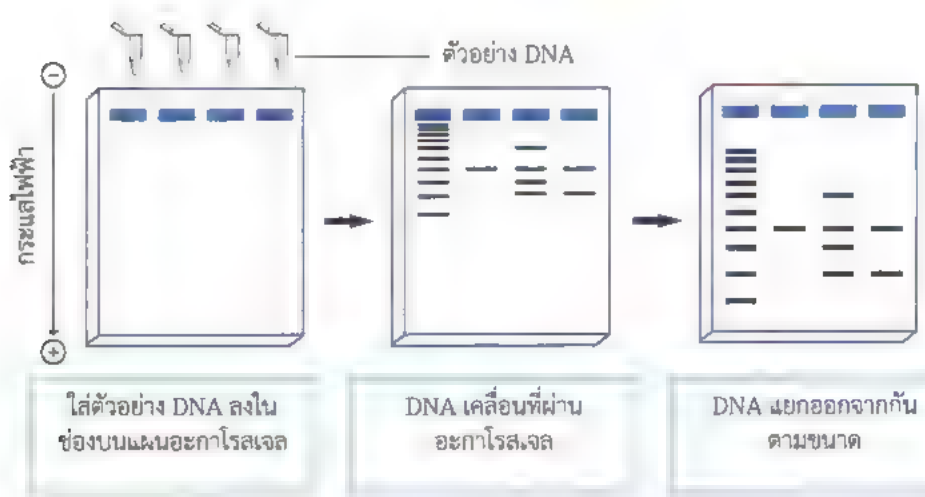 ตัวอย่าง DNA
⊖
กระแสไฟฟ้า
⊕
ใส่ตัวอย่าง DNA ลงใน
ช่องบนแผนอะกาโรสเจล
DNA เคลื่อนที่ผ่าน
อะกาโรสเจล
DNA แยกออกจากกัน
ตามขนาด